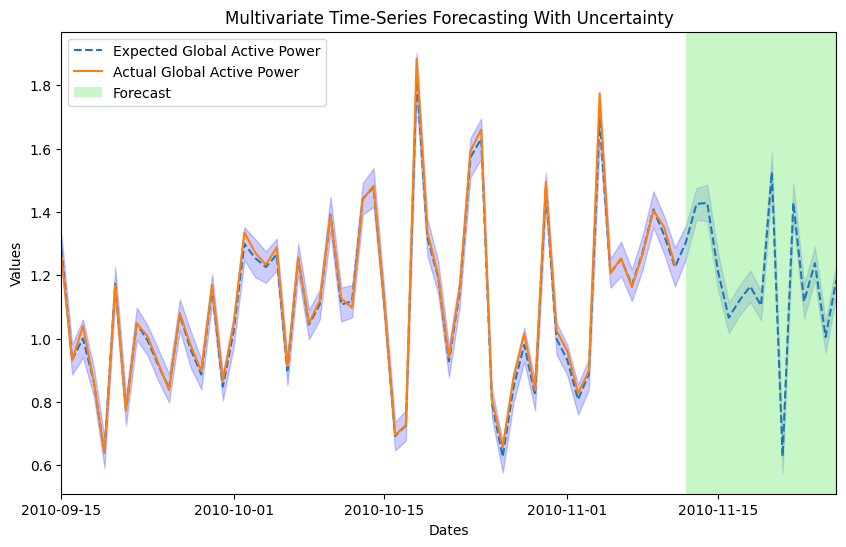 Multivariate Time-Series Forecasting With Uncertainty
Expected Global Active Power
Actual Global Active Power
Forecast
1.8
1.6
1.4
1.2
1.0
0.8
0.6
Values
2010-09-15
2010-10-01
2010-10-15
2010-11-01
2010-11-15
Dates